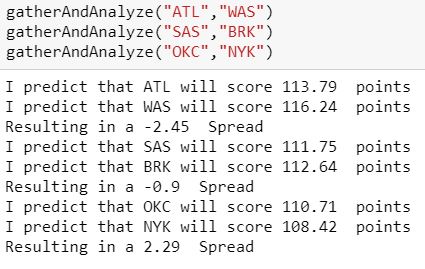 gatherAndAnalyze("ATL","WAS")
gatherAndAnalyze("SAS","BRK")
gatherAndAnalyze("OKC","NYK")
I predict that ATL will score 113.79  points
I predict that WAS will score 116.24  points
Resulting in a -2.45  Spread
I predict that SAS will score 111.75  points
I predict that BRK will score 112.64  points
Resulting in a -0.9  Spread
I predict that OKC will score 110.71  points
I predict that NYK will score 108.42  points
Resulting in a 2.29  Spread